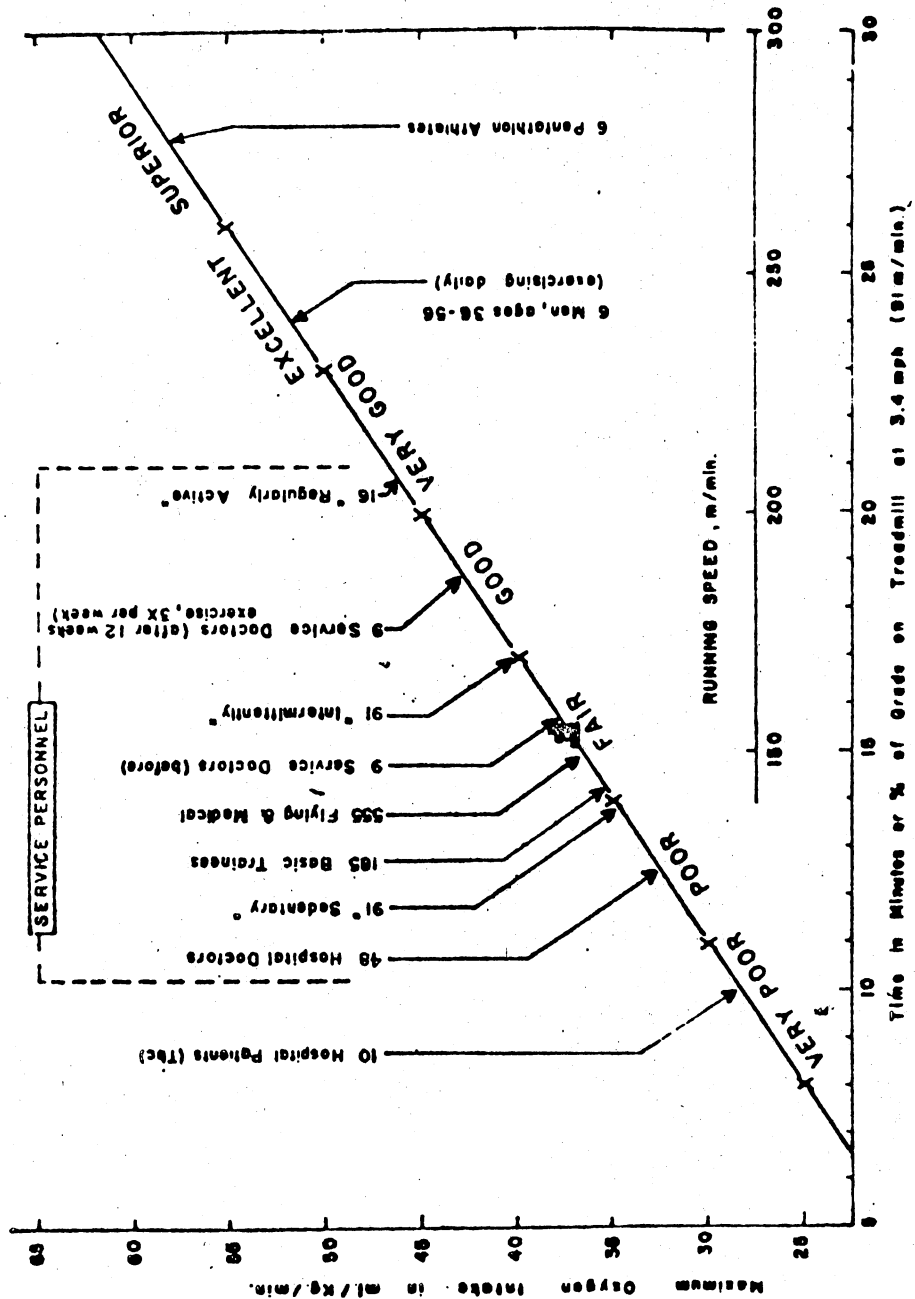 SERVICE PERSONNEL
6 Pentathlon Athletes
6 Men, ages 36-56
(exercising daily)
16 "Regularly Active"
9 Service Doctors (after 12 weeks
exercise, 3X per week)
91 "Intermittently"
9 Service Doctors (before)
555 Flying & Medical
185 Basic Trainees
91 "Sedentary"
48 Hospital Doctors
10 Hospital Patients (Tbc)
SUPERIOR
EXCELLENT
VERY GOOD
GOOD
FAIR
POOR
VERY POOR
Maximum Oxygen Intake in ml./Kg./min.
65
60
55
50
45
40
35
30
25
RUNNING SPEED, m/min.
150 200 250 300
5 10 15 20 25 30
Time in Minutes or % of Grade on Treadmill at 3.4 mph (91m/min.)